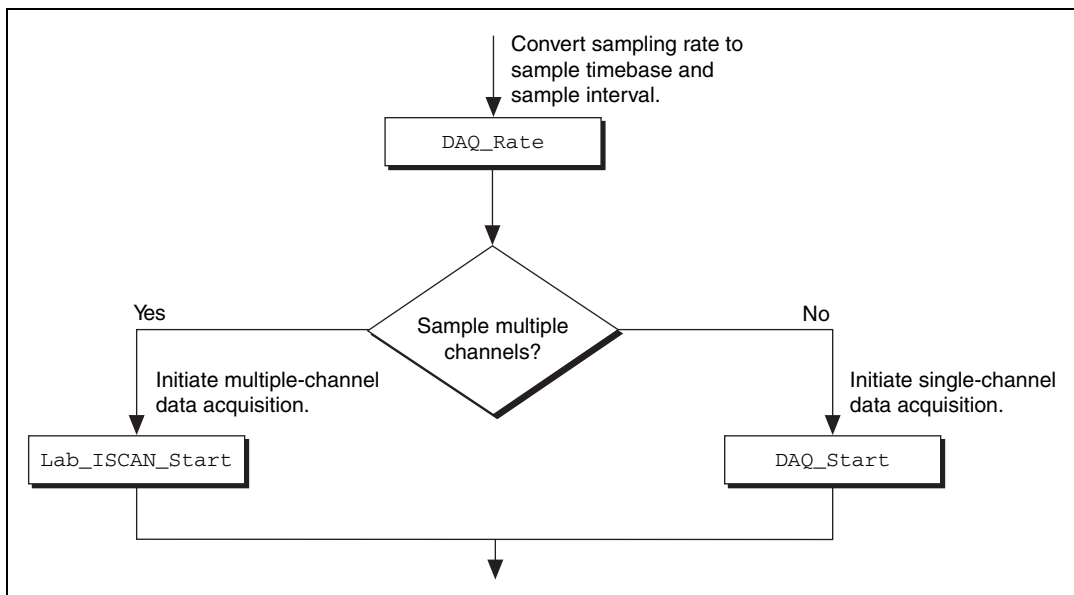 Convert sampling rate to
sample timebase and
sample interval.
DAQ_Rate
Yes
No
Sample multiple
channels?
Initiate multiple-channel
data acquisition.
Initiate single-channel
data acquisition.
Lab_ISCAN_Start
DAQ_Start